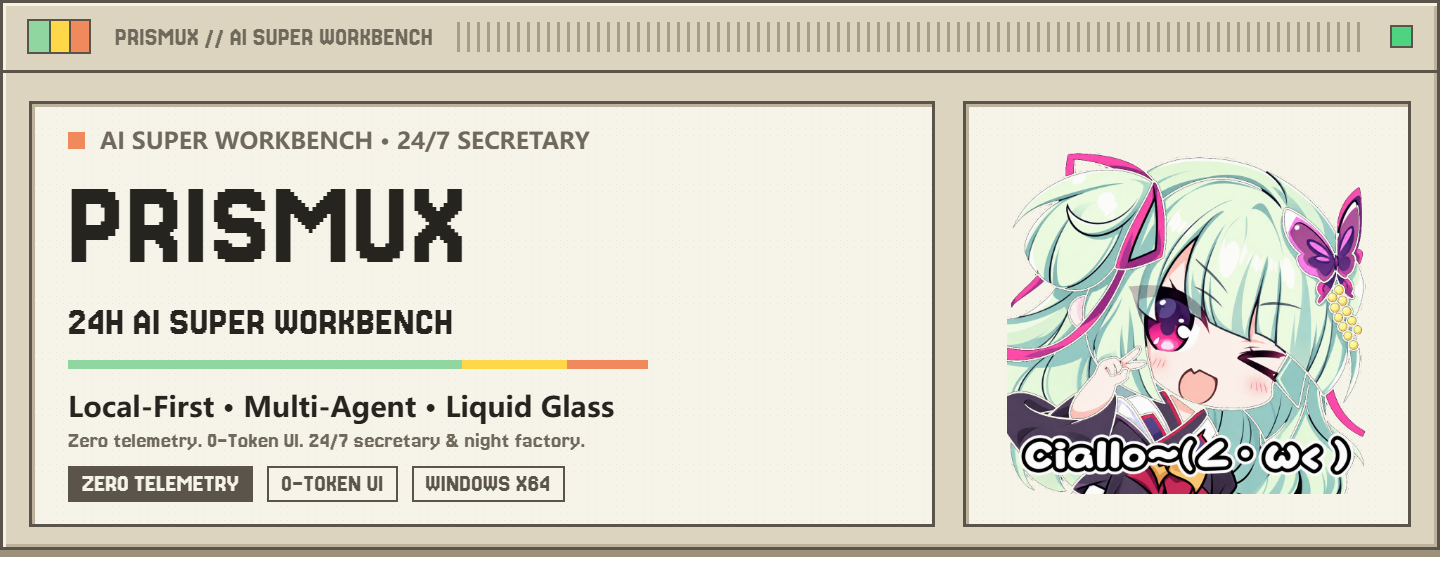 PRISMUX // AI SUPER WORKBENCH
AI SUPER WORKBENCH • 24/7 SECRETARY
PRISMUX
24H AI SUPER WORKBENCH
Local-First • Multi-Agent • Liquid Glass
Zero telemetry. 0-Token UI. 24/7 secretary & night factory.
ZERO TELEMETRY
0-TOKEN UI
WINDOWS X64
Ciallo~(∠・ω< )